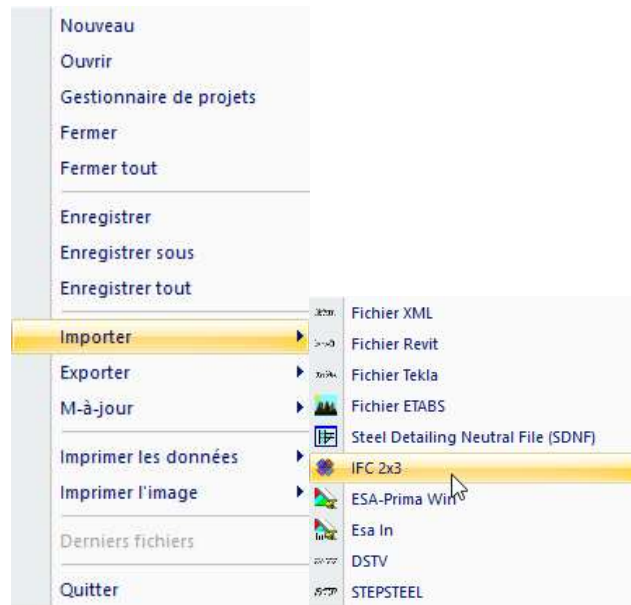 Nouveau
Ouvrir
Gestionnaire de projets
Fermer
Fermer tout
Enregistrer
Enregistrer sous
Enregistrer tout
Importer
Exporter
M-à-jour
Imprimer les données
Imprimer l'image
Derniers fichiers
Quitter
Fichier XML
Fichier Revit
Fichier Tekla
Fichier ETABS
Steel Detailing Neutral File (SDNF)
IFC 2x3
ESA-Prima Win
Esa In
DSTV
STEPSTEEL